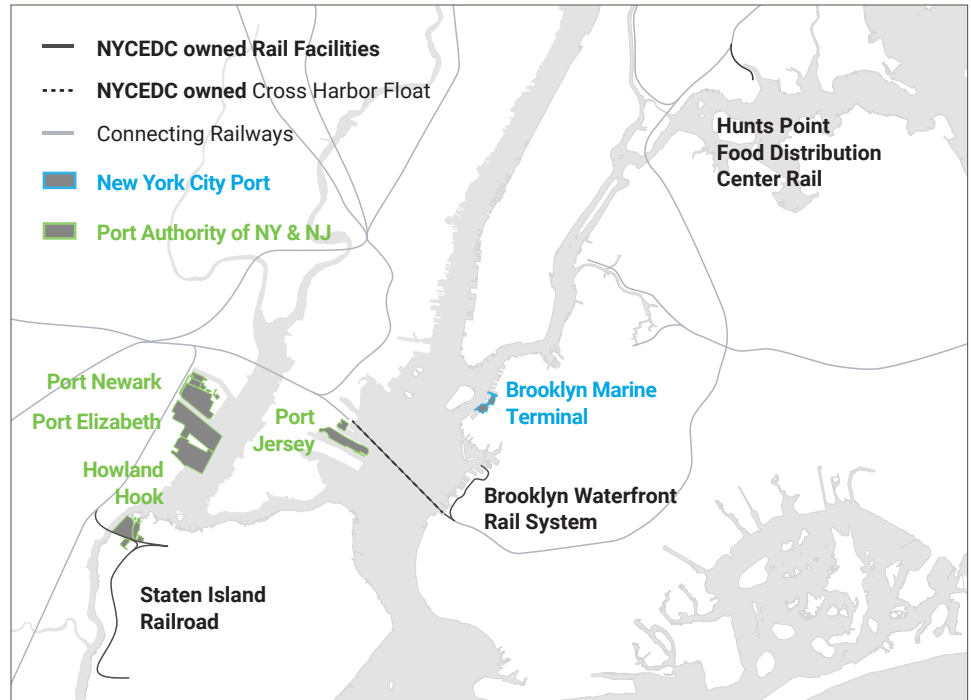 NYCEDC owned Rail Facilities
NYCEDC owned Cross Harbor Float
Connecting Railways
New York City Port
Port Authority of NY & NJ
Hunts Point
Food Distribution
Center Rail
Port Newark
Port Elizabeth
Howland
Hook
Port
Jersey
Brooklyn Marine
Terminal
Brooklyn Waterfront
Rail System
Staten Island
Railroad